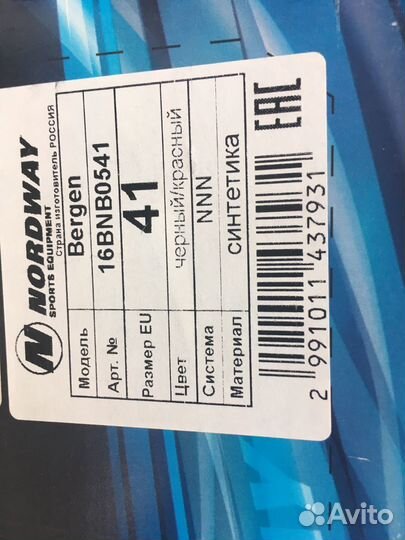 NORDWAY
SPORTS EQUIPMENT
Страна изготовитель РОССИЯ
Модель Bergen
Арт. № 16BNB0541
Размер EU 41
Цвет черный/красный
Система NNN
Материал синтетика
EAC
2 991011 437931
Avito